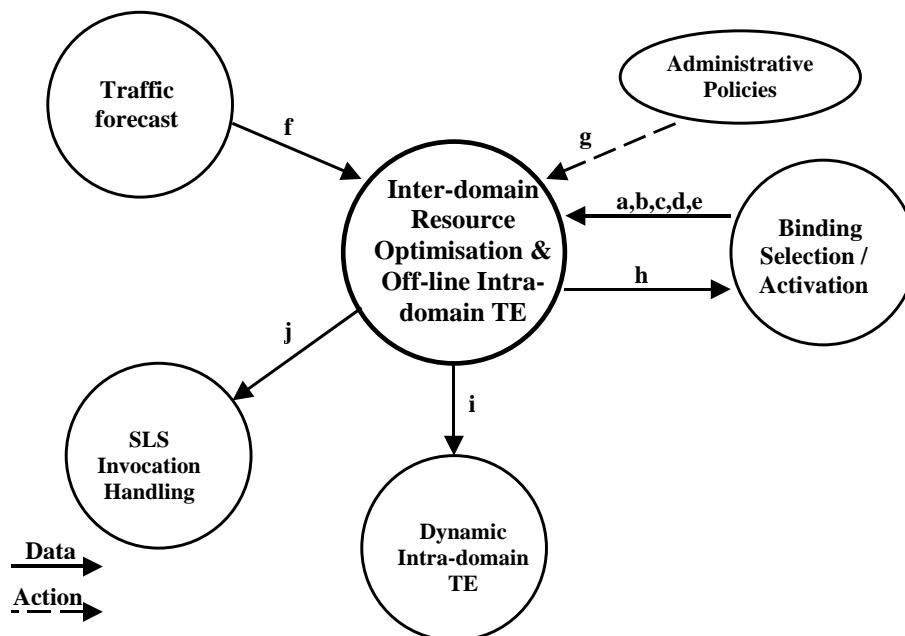 Traffic
forecast
Administrative
Policies
f
g
Inter-domain
Resource
Optimisation &
Off-line Intra-
domain TE
a,b,c,d,e
h
Binding
Selection /
Activation
j
i
SLS
Invocation
Handling
Dynamic
Intra-domain
TE
Data
Action